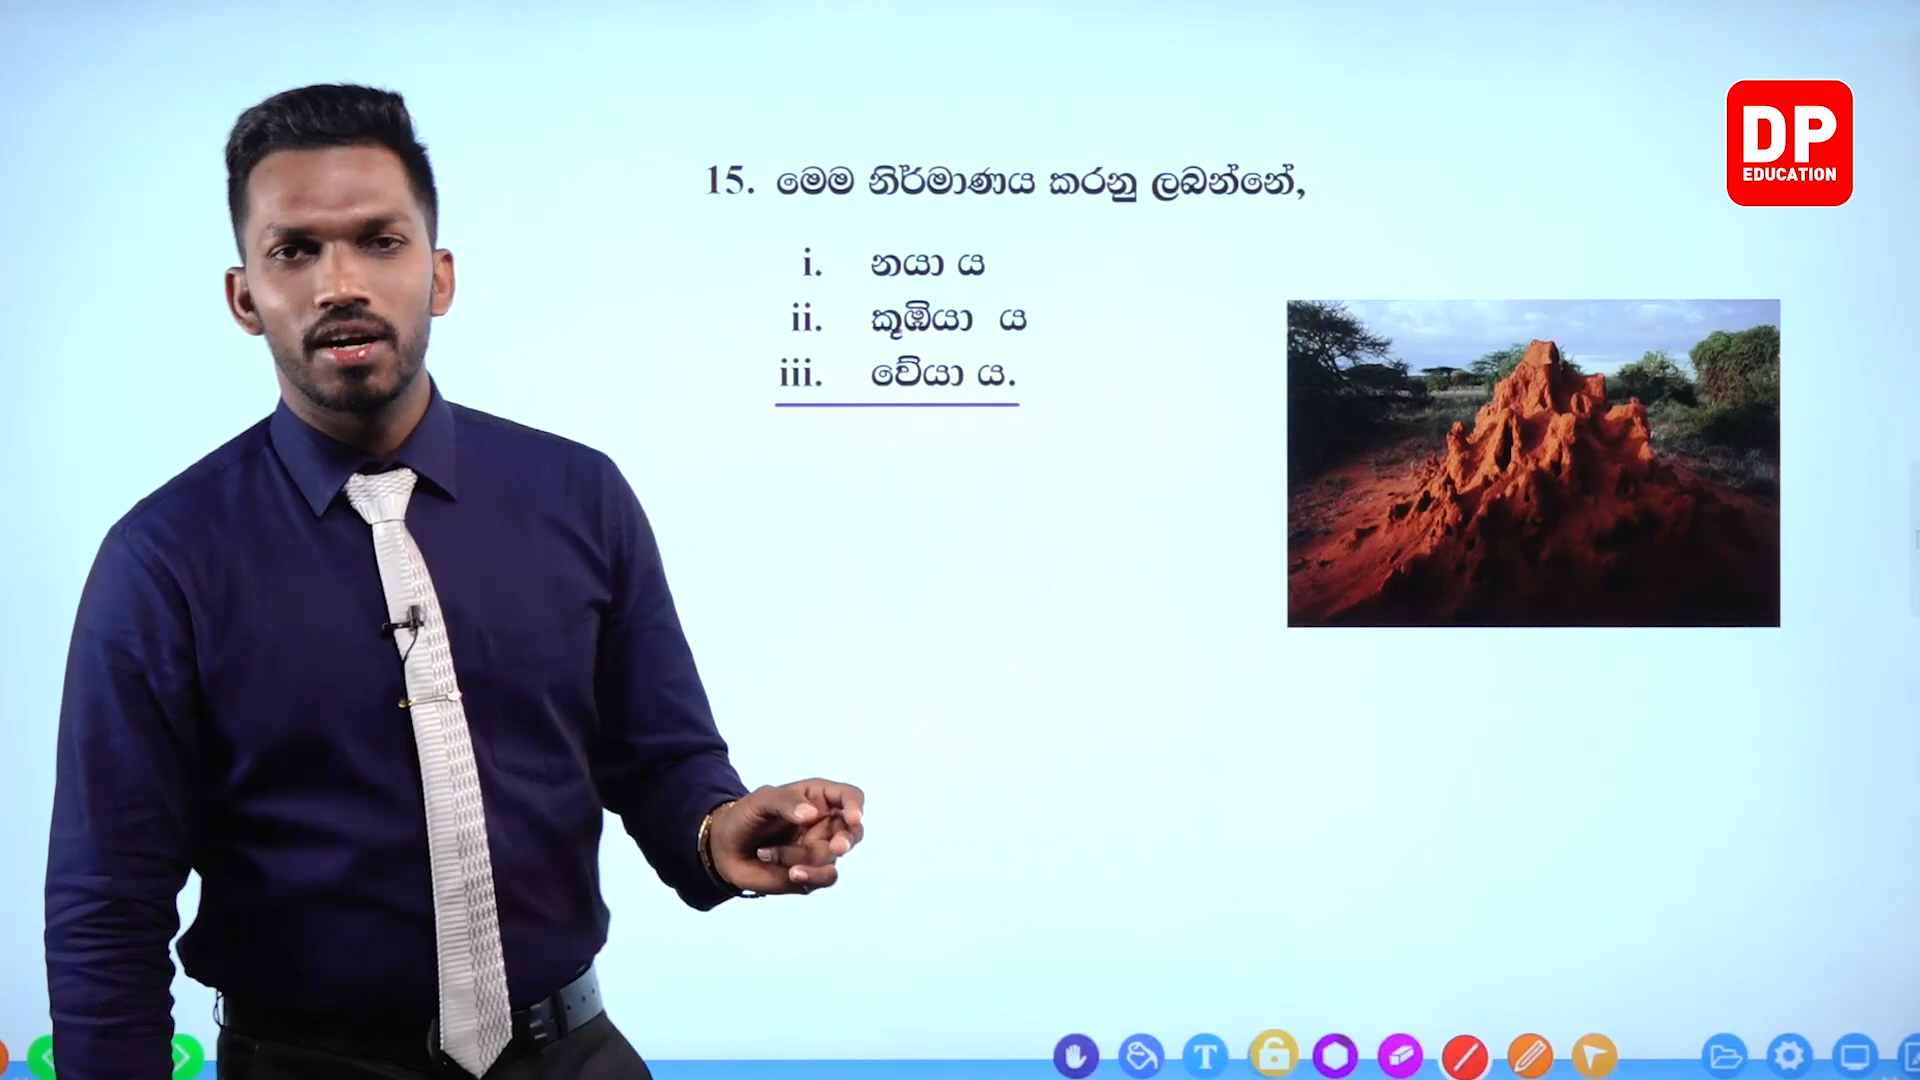 DP
EDUCATION
15. මෙම නිර්මාණය කරනු ලබන්නේ,
i. නයා ය
ii. කූඹියා ය
iii. වේයා ය.
T